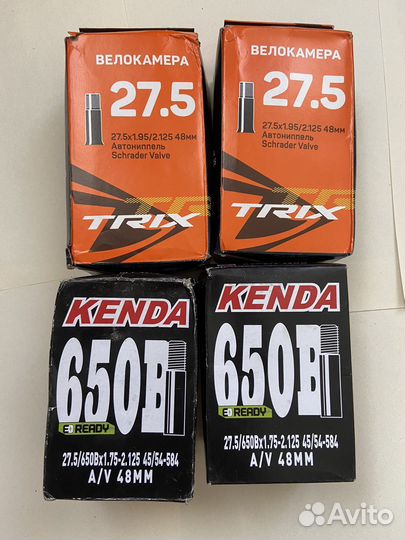 ВЕЛОКАМЕРА
27.5
27.5x1.95/2.125 48мм
Автониппель
Schrader Valve
TRIX
ВЕЛОКАМЕРА
27.5
27.5x1.95/2.125 48мм
Автониппель
Schrader Valve
TRIX
KENDA
650B
E READY
27.5/650Bx1.75-2.125 45/54-584
A/V 48MM
KENDA
650B
E READY
27.5/650Bx1.75-2.125 45/54-584
A/V 48MM
Avito